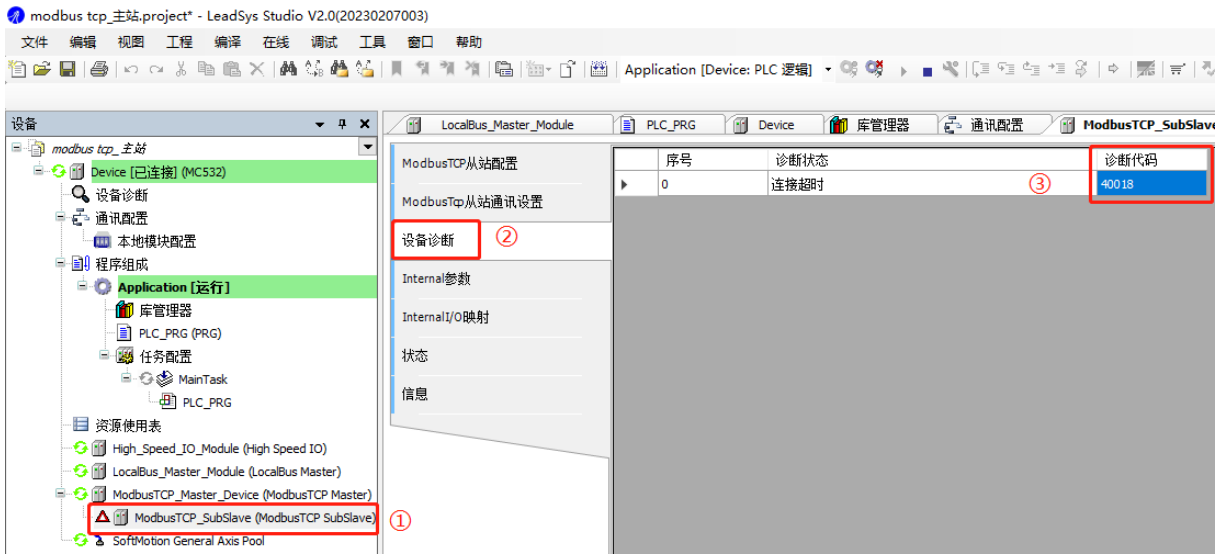 modbus tcp_主站.project* - LeadSys Studio V2.0(20230207003)
文件 编辑 视图 工程 编译 在线 调试 工具 窗口 帮助
Application [Device: PLC 逻辑]
设备
LocalBus_Master_Module PLC_PRG Device 库管理器 通讯配置 ModbusTCP_SubSlave
modbus tcp_主站
Device [已连接] (MC532)
设备诊断
通讯配置
本地模块配置
程序组成
Application [运行]
库管理器
PLC_PRG (PRG)
任务配置
MainTask
PLC_PRG
资源使用表
High_Speed_IO_Module (High Speed IO)
LocalBus_Master_Module (LocalBus Master)
ModbusTCP_Master_Device (ModbusTCP Master)
ModbusTCP_SubSlave (ModbusTCP SubSlave) ①
SoftMotion General Axis Pool
ModbusTCP从站配置
ModbusTcp从站通讯设置
设备诊断 ②
Internal参数
InternalI/O映射
状态
信息
序号 诊断状态 诊断代码
0 连接超时 ③ 40018